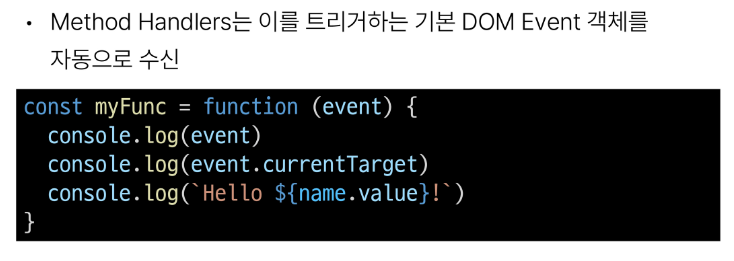 • Method Handlers는 이를 트리거하는 기본 DOM Event 객체를
자동으로 수신
const myFunc = function (event) {
  console.log(event)
  console.log(event.currentTarget)
  console.log(`Hello ${name.value}!`)
}